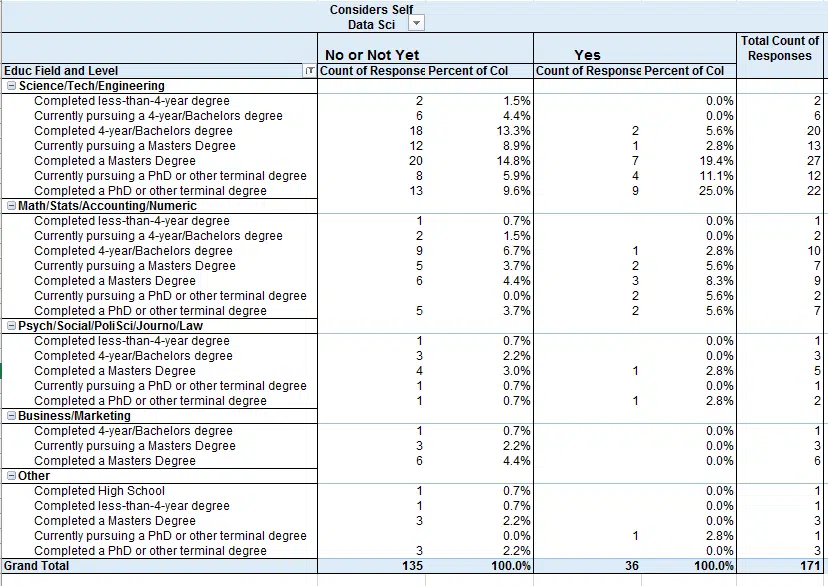 Considers Self
Data Sci
No or Not Yet Yes Total Count of
Responses
Educ Field and Level Count of Response Percent of Col Count of Response Percent of Col
Science/Tech/Engineering
Completed less-than-4-year degree 2 1.5% 0.0% 2
Currently pursuing a 4-year/Bachelors degree 6 4.4% 0.0% 6
Completed 4-year/Bachelors degree 18 13.3% 2 5.6% 20
Currently pursuing a Masters Degree 12 8.9% 1 2.8% 13
Completed a Masters Degree 20 14.8% 7 19.4% 27
Currently pursuing a PhD or other terminal degree 8 5.9% 4 11.1% 12
Completed a PhD or other terminal degree 13 9.6% 9 25.0% 22
Math/Stats/Accounting/Numeric
Completed less-than-4-year degree 1 0.7% 0.0% 1
Currently pursuing a 4-year/Bachelors degree 2 1.5% 0.0% 2
Completed 4-year/Bachelors degree 9 6.7% 1 2.8% 10
Currently pursuing a Masters Degree 5 3.7% 2 5.6% 7
Completed a Masters Degree 6 4.4% 3 8.3% 9
Currently pursuing a PhD or other terminal degree 0.0% 2 5.6% 2
Completed a PhD or other terminal degree 5 3.7% 2 5.6% 7
Psych/Social/PoliSci/Journo/Law
Completed less-than-4-year degree 1 0.7% 0.0% 1
Completed 4-year/Bachelors degree 3 2.2% 0.0% 3
Completed a Masters Degree 4 3.0% 1 2.8% 5
Currently pursuing a PhD or other terminal degree 1 0.7% 0.0% 1
Completed a PhD or other terminal degree 1 0.7% 1 2.8% 2
Business/Marketing
Completed 4-year/Bachelors degree 1 0.7% 0.0% 1
Currently pursuing a Masters Degree 3 2.2% 0.0% 3
Completed a Masters Degree 6 4.4% 0.0% 6
Other
Completed High School 1 0.7% 0.0% 1
Completed less-than-4-year degree 1 0.7% 0.0% 1
Completed a Masters Degree 3 2.2% 0.0% 3
Currently pursuing a PhD or other terminal degree 0.0% 1 2.8% 1
Completed a PhD or other terminal degree 3 2.2% 0.0% 3
Grand Total 135 100.0% 36 100.0% 171